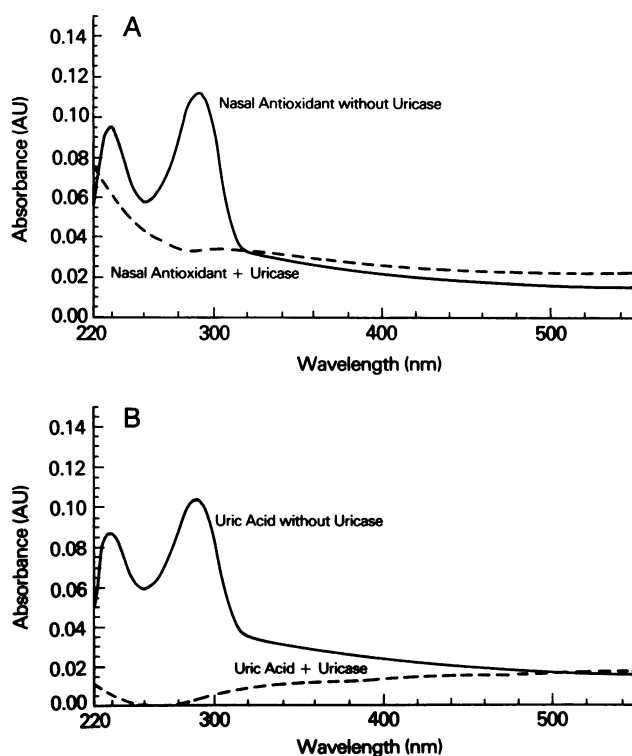 A
0.14
0.12
0.10
0.08
0.06
0.04
0.02
0.00
Absorbance (AU)
Nasal Antioxidant without Uricase
Nasal Antioxidant + Uricase
220
300
400
500
Wavelength (nm)
B
0.14
0.12
0.10
0.08
0.06
0.04
0.02
0.00
Absorbance (AU)
Uric Acid without Uricase
Uric Acid + Uricase
220
300
400
500
Wavelength (nm)